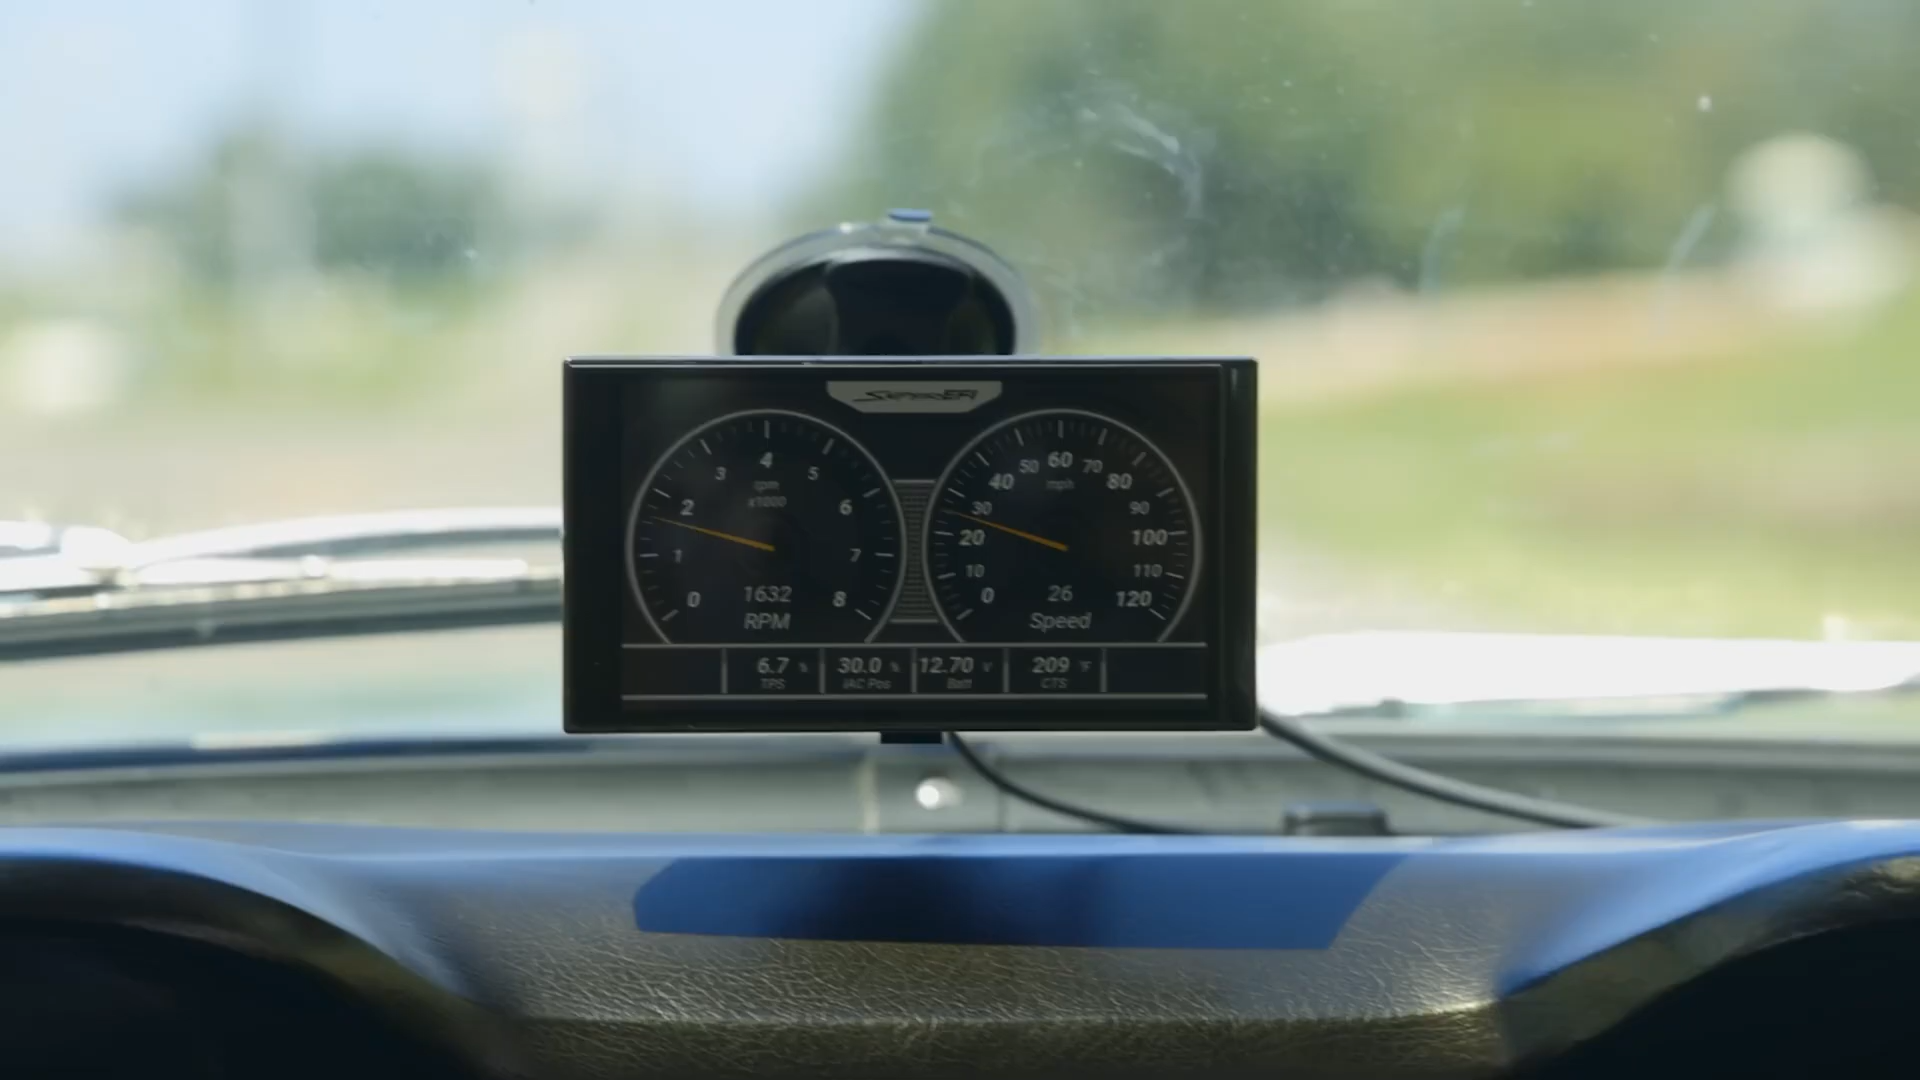 SNIPER
0 1 2 3 4 5 6 7 8
rpm
x1000
1632
RPM
0 10 20 30 40 50 60 70 80 90 100 110 120
mph
26
Speed
6.7 %
TPS
30.0 %
IAC Pos
12.70 V
Batt
209 °F
CTS